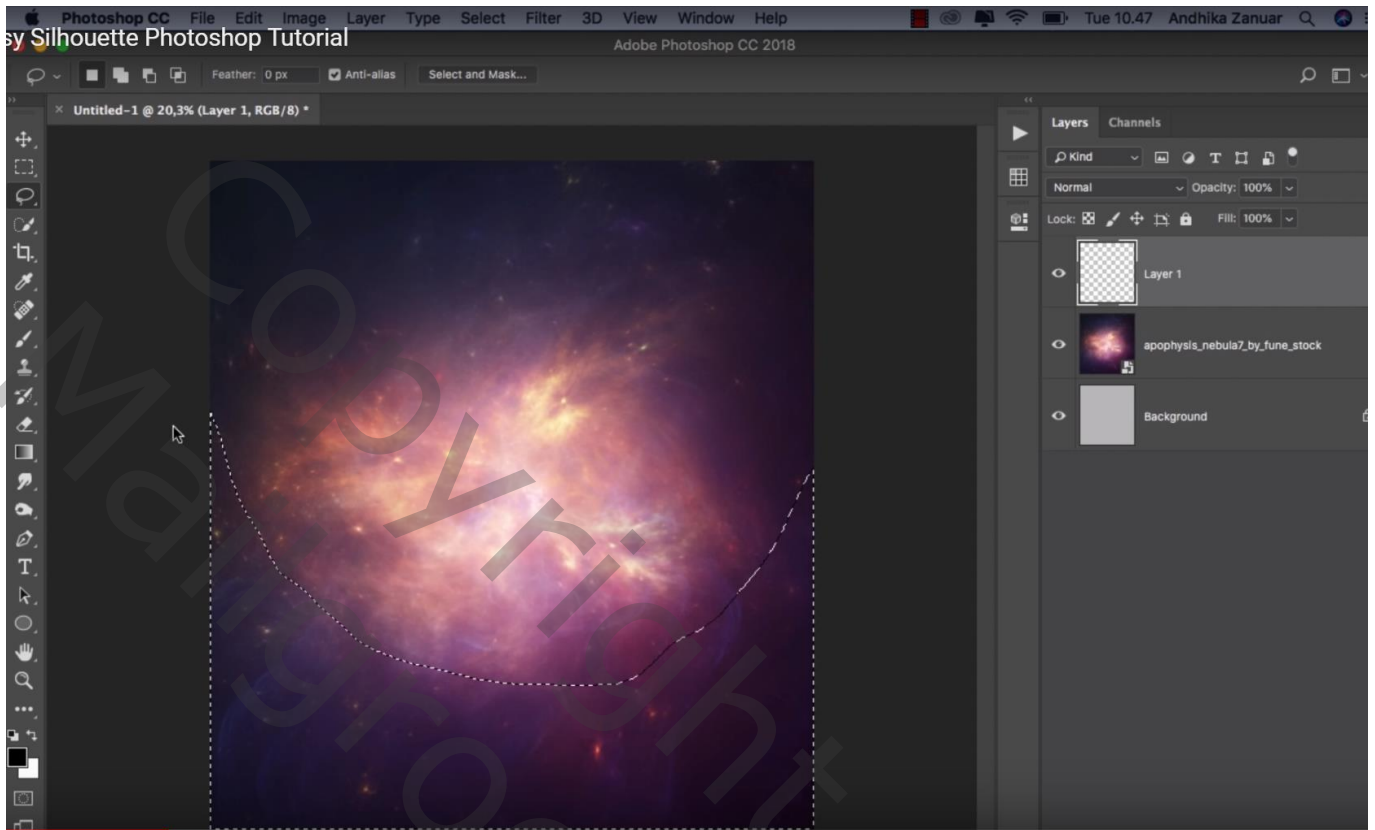 Photoshop CC File Edit Image Layer Type Select Filter 3D View Window Help Tue 10.47 Andhika Zanuar
sy Silhouette Photoshop Tutorial
Adobe Photoshop CC 2018
Feather: 0 px Anti-alias Select and Mask...
Untitled-1 @ 20,3% (Layer 1, RGB/8) *
Layers Channels
Kind
Normal Opacity: 100%
Lock: Fill: 100%
Layer 1
apophysis_nebula7_by_fune_stock
Background
Copyright